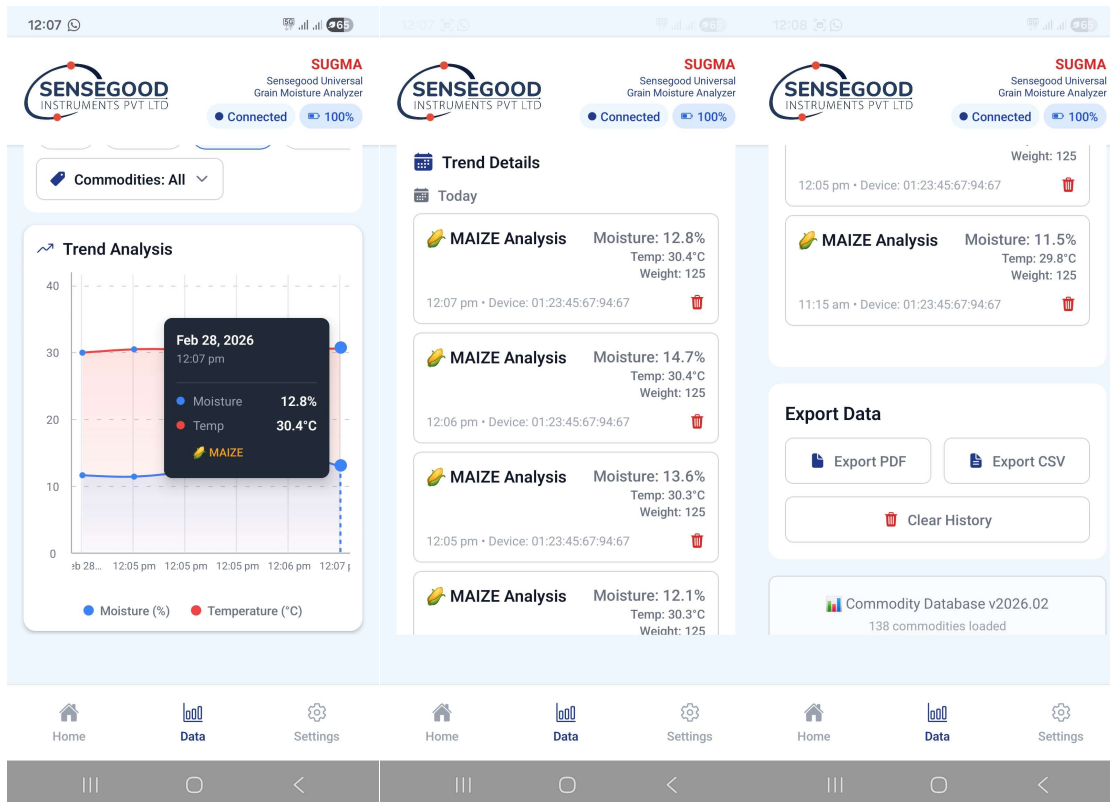 12:07
5G
65
SENSEGOOD
INSTRUMENTS PVT LTD
SUGMA
Sensegood Universal
Grain Moisture Analyzer
Connected
100%
Commodities: All
Trend Analysis
40
30
20
10
0
Feb 28, 2026
12:07 pm
Moisture 12.8%
Temp 30.4°C
MAIZE
eb 28... 12:05 pm 12:05 pm 12:05 pm 12:06 pm 12:07 p
Moisture (%) Temperature (°C)
Home Data Settings
12:07
65
SENSEGOOD
INSTRUMENTS PVT LTD
SUGMA
Sensegood Universal
Grain Moisture Analyzer
Connected
100%
Trend Details
Today
MAIZE Analysis Moisture: 12.8%
Temp: 30.4°C
Weight: 125
12:07 pm • Device: 01:23:45:67:94:67
MAIZE Analysis Moisture: 14.7%
Temp: 30.4°C
Weight: 125
12:06 pm • Device: 01:23:45:67:94:67
MAIZE Analysis Moisture: 13.6%
Temp: 30.3°C
Weight: 125
12:05 pm • Device: 01:23:45:67:94:67
MAIZE Analysis Moisture: 12.1%
Temp: 30.3°C
Weight: 125
Home Data Settings
12:08
65
SENSEGOOD
INSTRUMENTS PVT LTD
SUGMA
Sensegood Universal
Grain Moisture Analyzer
Connected
100%
Weight: 125
12:05 pm • Device: 01:23:45:67:94:67
MAIZE Analysis Moisture: 11.5%
Temp: 29.8°C
Weight: 125
11:15 am • Device: 01:23:45:67:94:67
Export Data
Export PDF Export CSV
Clear History
Commodity Database v2026.02
138 commodities loaded
Home Data Settings